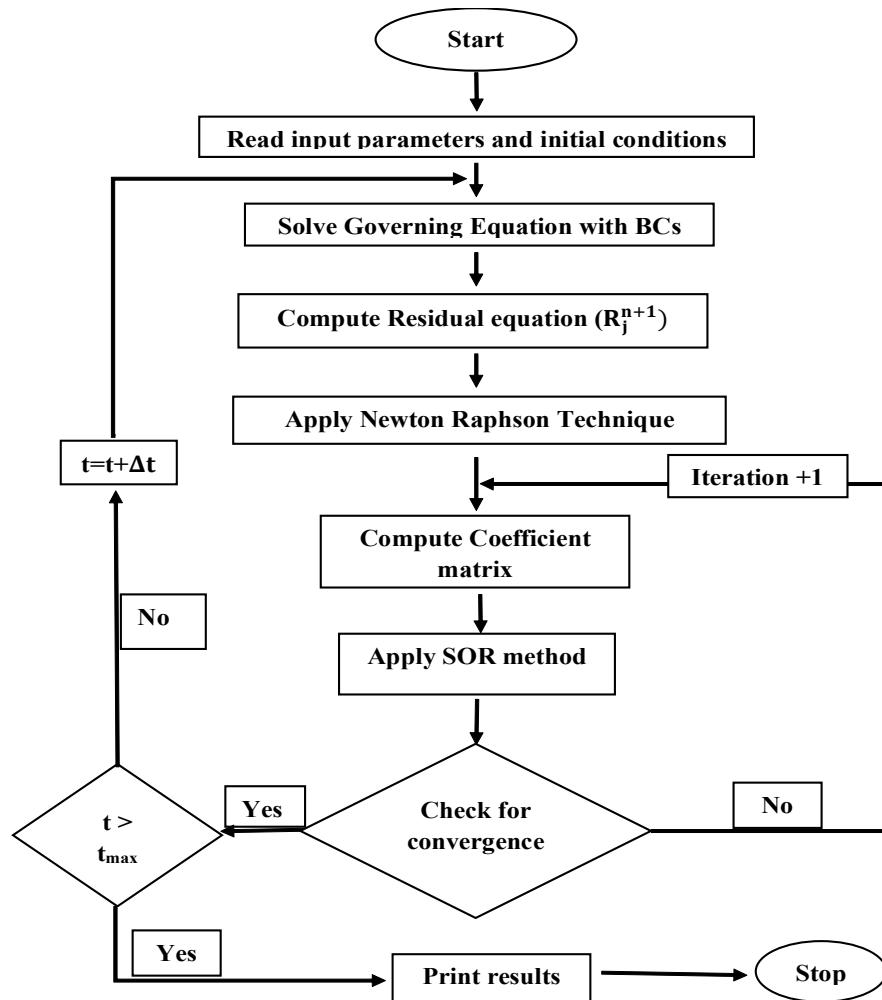 Start
Read input parameters and initial conditions
Solve Governing Equation with BCs
Compute Residual equation (R_j^{n+1})
Apply Newton Raphson Technique
t=t+Δt
Iteration +1
Compute Coefficient
matrix
No
Apply SOR method
Yes
Check for
convergence
No
t >
t_max
Yes
Print results
Stop